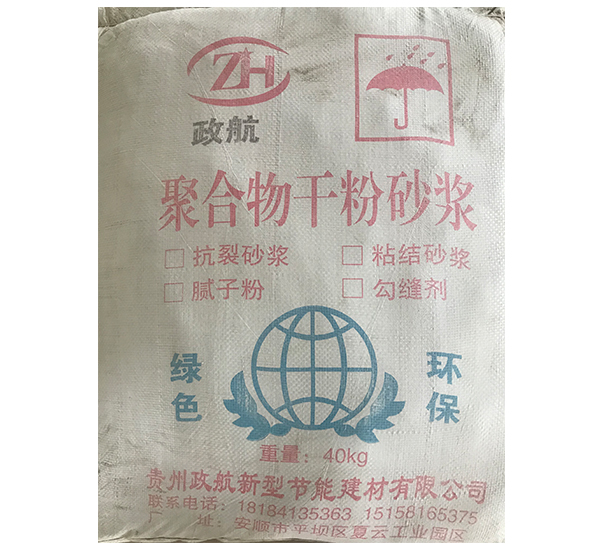 ZH
政航
聚合物干粉砂浆
□ 抗裂砂浆 □ 粘结砂浆
□ 腻子粉 □ 勾缝剂
绿色 环保
重量：40kg
贵州政航新型节能建材有限公司
联系电话：18184135363 15158165375
厂 址：安顺市平坝区夏云工业园区